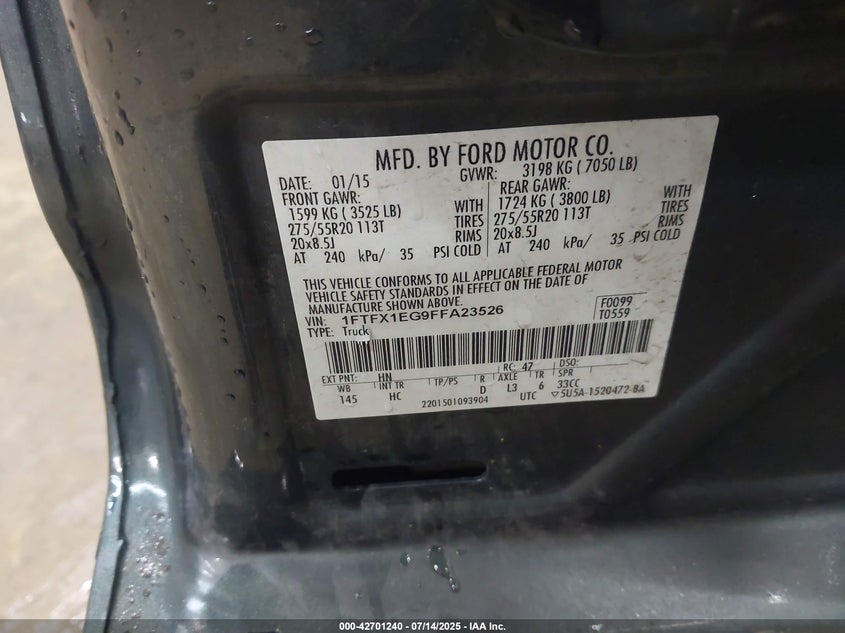 MFD. BY FORD MOTOR CO.
DATE: 01/15 GVWR: 3198 KG ( 7050 LB)
FRONT GAWR: REAR GAWR:
1599 KG ( 3525 LB) WITH 1724 KG ( 3800 LB) WITH
275/55R20 113T TIRES 275/55R20 113T TIRES
20x8.5J RIMS 20x8.5J RIMS
AT 240 kPa/ 35 PSI COLD AT 240 kPa/ 35 PSI COLD
THIS VEHICLE CONFORMS TO ALL APPLICABLE FEDERAL MOTOR
VEHICLE SAFETY STANDARDS IN EFFECT ON THE DATE OF
MANUFACTURE SHOWN ABOVE.
VIN: 1FTFX1EG9FFA23526 F0099
TYPE: Truck T0559
EXT PNT: HN RC: 47 DSO:
WB INT TR TP/PS R AXLE TR SPR
145 HC D L3 6 33CC
2201501093904 UTC ▽5U5A-1520472-BA
000-42701240 - 07/14/2025 - IAA Inc.